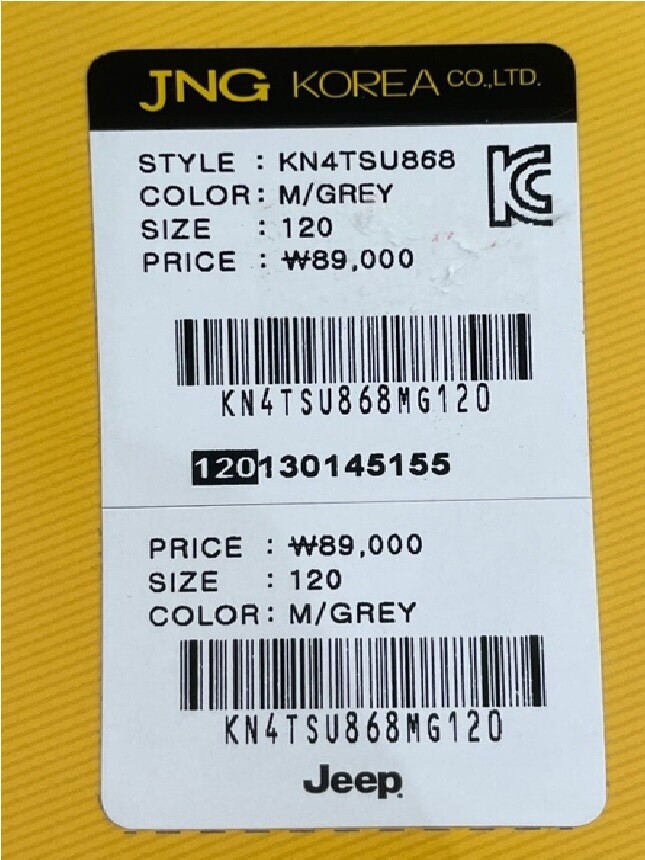 JNG KOREA CO.,LTD.
STYLE : KN4TSU868
COLOR : M/GREY
SIZE : 120
PRICE : ₩89,000
KC
KN4TSU868MG120
120130145155
PRICE : ₩89,000
SIZE : 120
COLOR : M/GREY
KN4TSU868MG120
Jeep